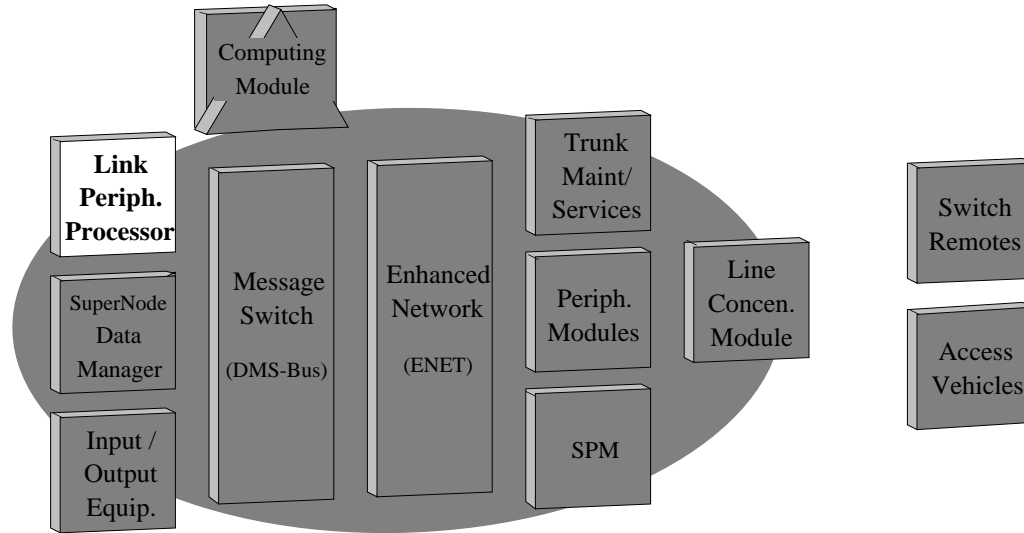 Computing
Module
Link
Periph.
Processor
SuperNode
Data
Manager
Input /
Output
Equip.
Message
Switch
(DMS-Bus)
Enhanced
Network
(ENET)
Trunk
Maint/
Services
Periph.
Modules
SPM
Line
Concen.
Module
Switch
Remotes
Access
Vehicles